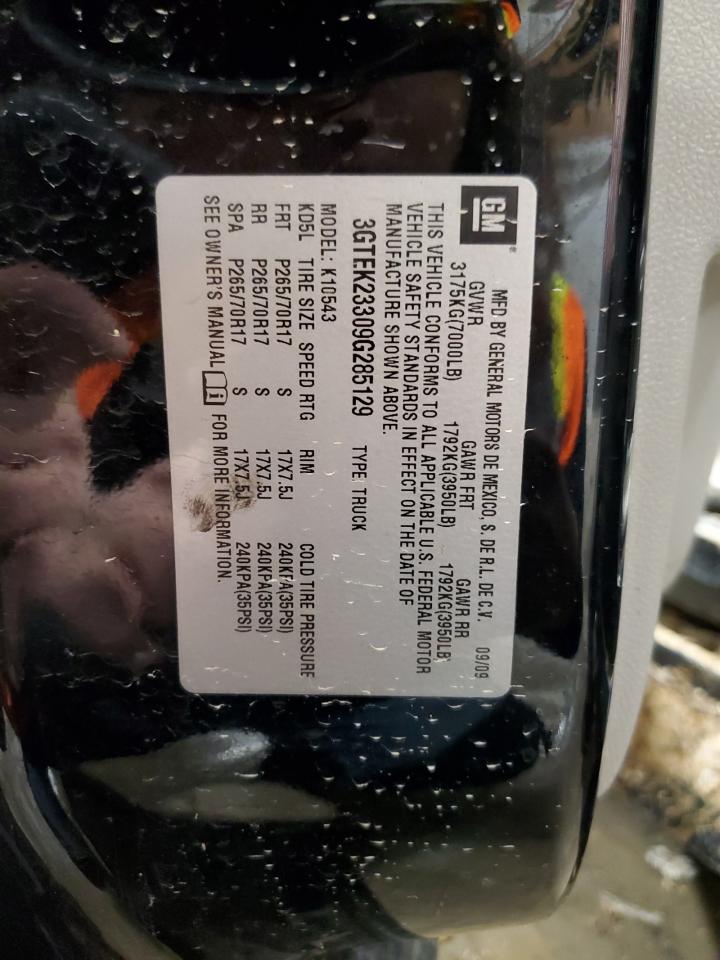 GM®
MFD BY GENERAL MOTORS DE MEXICO, S. DE R.L. DE C.V. 09/09
GVWR GAWR FRT GAWR RR
3175KG(7000LB) 1792KG(3950LB) 1792KG(3950LB)
THIS VEHICLE CONFORMS TO ALL APPLICABLE U.S. FEDERAL MOTOR
VEHICLE SAFETY STANDARDS IN EFFECT ON THE DATE OF
MANUFACTURE SHOWN ABOVE.
3GTEK23309G285129 TYPE: TRUCK
MODEL: K10543
KD5L TIRE SIZE SPEED RTG RIM COLD TIRE PRESSURE
FRT P265/70R17 S 17X7.5J 240KPA(35PSI)
RR P265/70R17 S 17X7.5J 240KPA(35PSI)
SPA P265/70R17 S 17X7.5J 240KPA(35PSI)
SEE OWNER'S MANUAL FOR MORE INFORMATION.